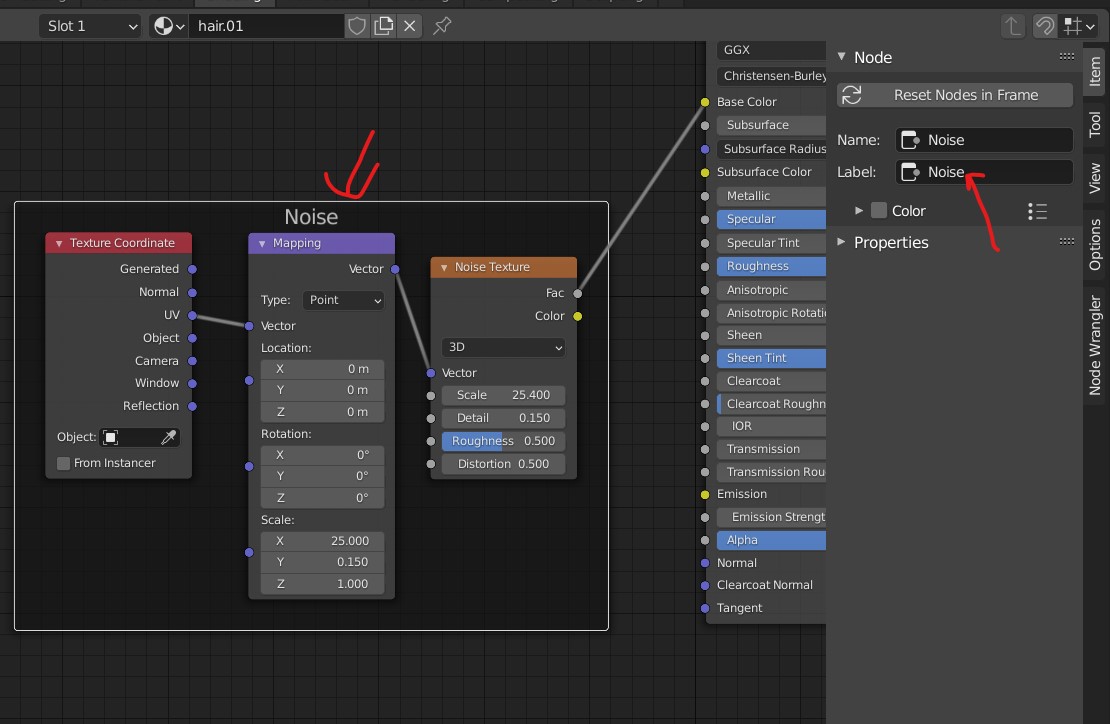 Slot 1
hair.01
Noise
Texture Coordinate
Generated
Normal
UV
Object
Camera
Window
Reflection
Object:
From Instancer
Mapping
Vector
Type: Point
Vector
Location:
X 0 m
Y 0 m
Z 0 m
Rotation:
X 0°
Y 0°
Z 0°
Scale:
X 25.000
Y 0.150
Z 1.000
Noise Texture
Fac
Color
3D
Vector
Scale 25.400
Detail 0.150
Roughness 0.500
Distortion 0.500
GGX
Christensen-Burley
Base Color
Subsurface
Subsurface Radius
Subsurface Color
Metallic
Specular
Specular Tint
Roughness
Anisotropic
Anisotropic Rotati
Sheen
Sheen Tint
Clearcoat
Clearcoat Roughn
IOR
Transmission
Transmission Rou
Emission
Emission Strengt
Alpha
Normal
Clearcoat Normal
Tangent
Node
Reset Nodes in Frame
Name: Noise
Label: Noise
Color
Properties
Item
Tool
View
Options
Node Wrangler